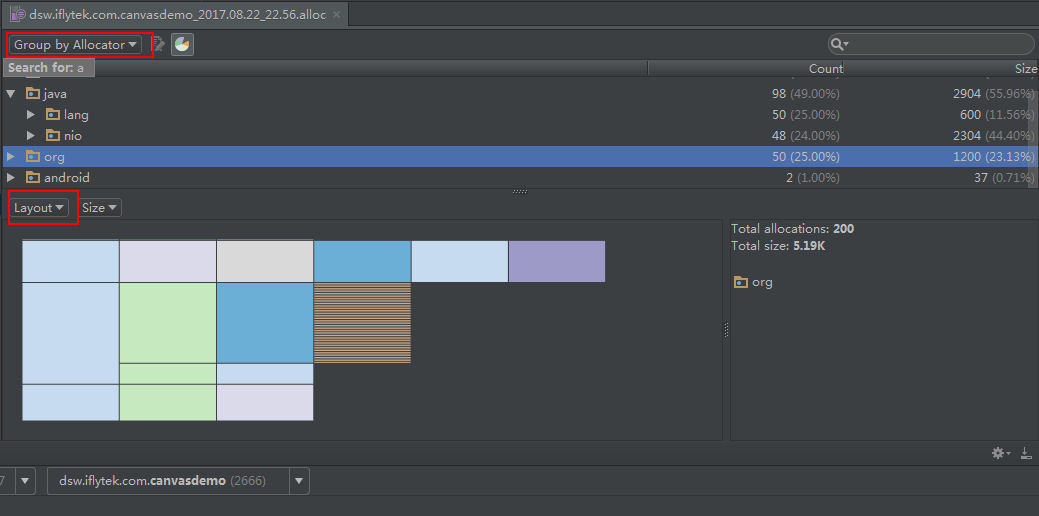 dsw.iflytek.com.canvasdemo_2017.08.22_22.56.alloc
Group by Allocator
Search for: a
Count Size
java 98 (49.00%) 2904 (55.96%)
lang 50 (25.00%) 600 (11.56%)
nio 48 (24.00%) 2304 (44.40%)
org 50 (25.00%) 1200 (23.13%)
android 2 (1.00%) 37 (0.71%)
Layout Size
Total allocations: 200
Total size: 5.19K
org
7 dsw.iflytek.com.canvasdemo (2666)